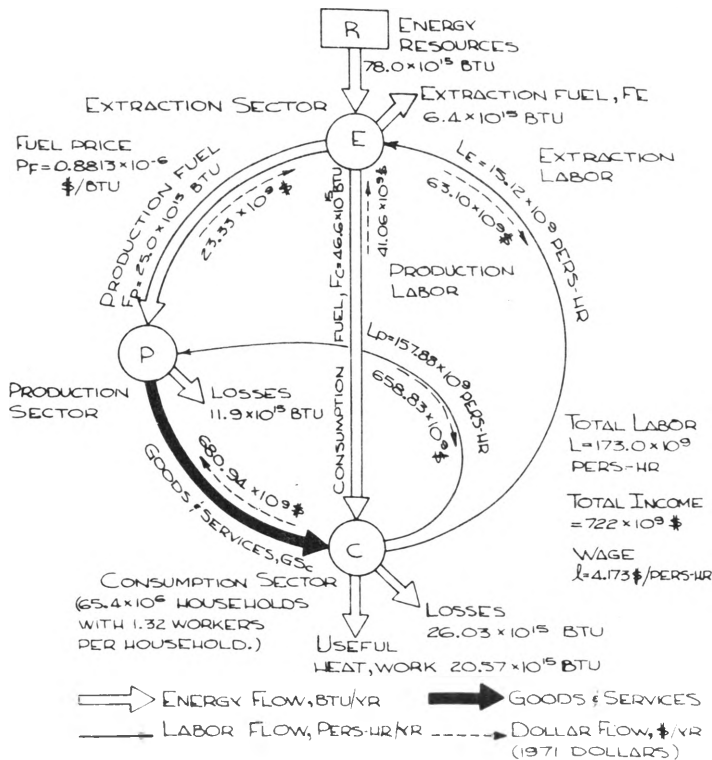 R
ENERGY
RESOURCES
78.0×10¹⁵ BTU
EXTRACTION SECTOR
EXTRACTION FUEL, FE
6.4×10¹⁵ BTU
E
FUEL PRICE
PF=0.8813×10⁻⁶
$/BTU
EXTRACTION
LABOR
LE=15.12×10⁹ PERS-HR
63.10×10⁹$
PRODUCTION FUEL
FP=25.0×10¹⁵ BTU
23.33×10⁹$
CONSUMPTION FUEL, FC=46.6×10¹⁵ BTU
41.06×10⁹$
PRODUCTION
LABOR
LP=157.88×10⁹ PERS-HR
658.83×10⁹$
P
PRODUCTION
SECTOR
LOSSES
11.9×10¹⁵ BTU
680.94×10⁹$
GOODS & SERVICES, GSC
TOTAL LABOR
L=173.0×10⁹
PERS-HR
TOTAL INCOME
=722×10⁹$
WAGE
l=4.173$/PERS-HR
C
CONSUMPTION SECTOR
(65.4×10⁶ HOUSEHOLDS
WITH 1.32 WORKERS
PER HOUSEHOLD.)
LOSSES
26.03×10¹⁵ BTU
USEFUL
HEAT, WORK 20.57×10¹⁵ BTU
ENERGY FLOW, BTU/YR
GOODS & SERVICES
LABOR FLOW, PERS-HR/YR
DOLLAR FLOW, $/YR
(1971 DOLLARS)